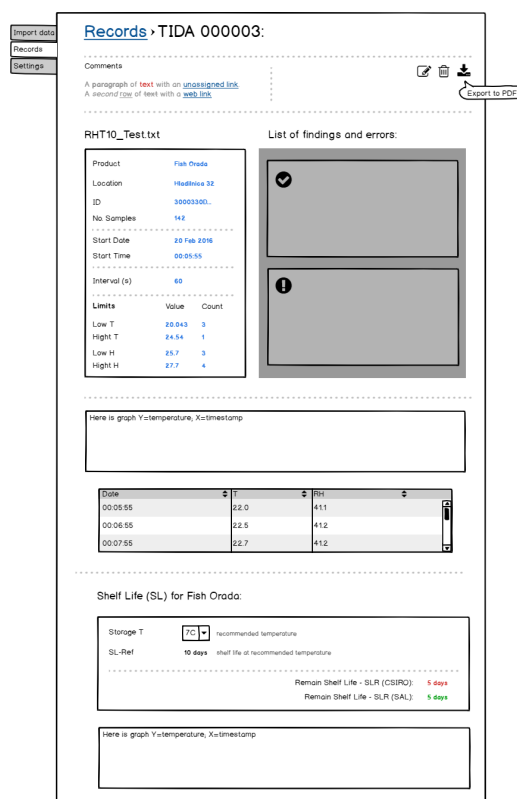 Import data
Records
Settings
Records › TIDA 000003:
Comments
A paragraph of text with an unassigned link
A second row of text with a web link
Export to PDF
RHT10_Test.txt
List of findings and errors:
Product Fish Orada
Location Hladilnica 32
ID 3000330D...
No. Samples 142
Start Date 20 Feb 2016
Start Time 00:05:55
Interval (s) 60
Limits Value Count
Low T 20.043 3
Hight T 24.54 1
Low H 25.7 3
Hight H 27.7 4
Here is graph Y=temperature, X=timestamp
Date T RH
00:05:55 22.0 41.1
00:06:55 22.5 41.2
00:07:55 22.7 41.2
Shelf Life (SL) for Fish Orada:
Storage T 7C recommended temperature
SL-Ref 10 days shelf life at recommended temperature
Remain Shelf Life - SLR (CSIRO): 5 days
Remain Shelf Life - SLR (SAL): 5 days
Here is graph Y=temperature, X=timestamp